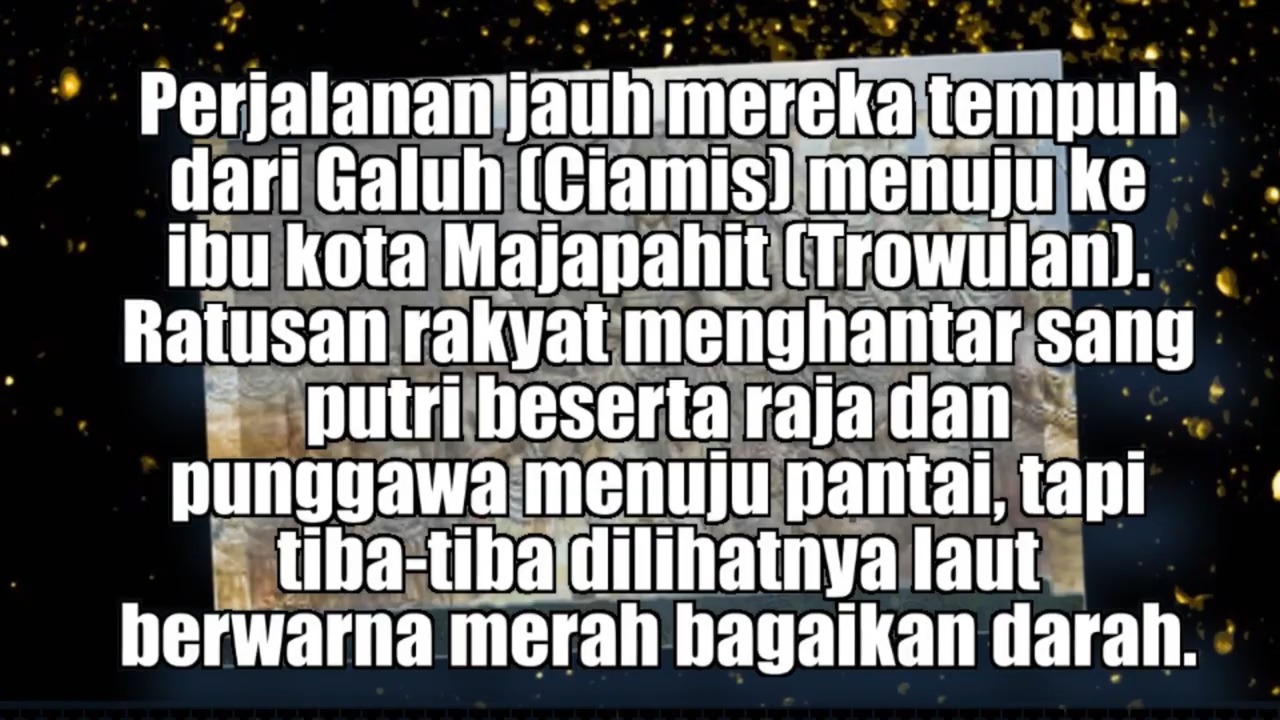 Perjalanan jauh mereka tempuh
dari Galuh (Ciamis) menuju ke
ibu kota Majapahit (Trowulan).
Ratusan rakyat menghantar sang
putri beserta raja dan
punggawa menuju pantai, tapi
tiba-tiba dilihatnya laut
berwarna merah bagaikan darah.